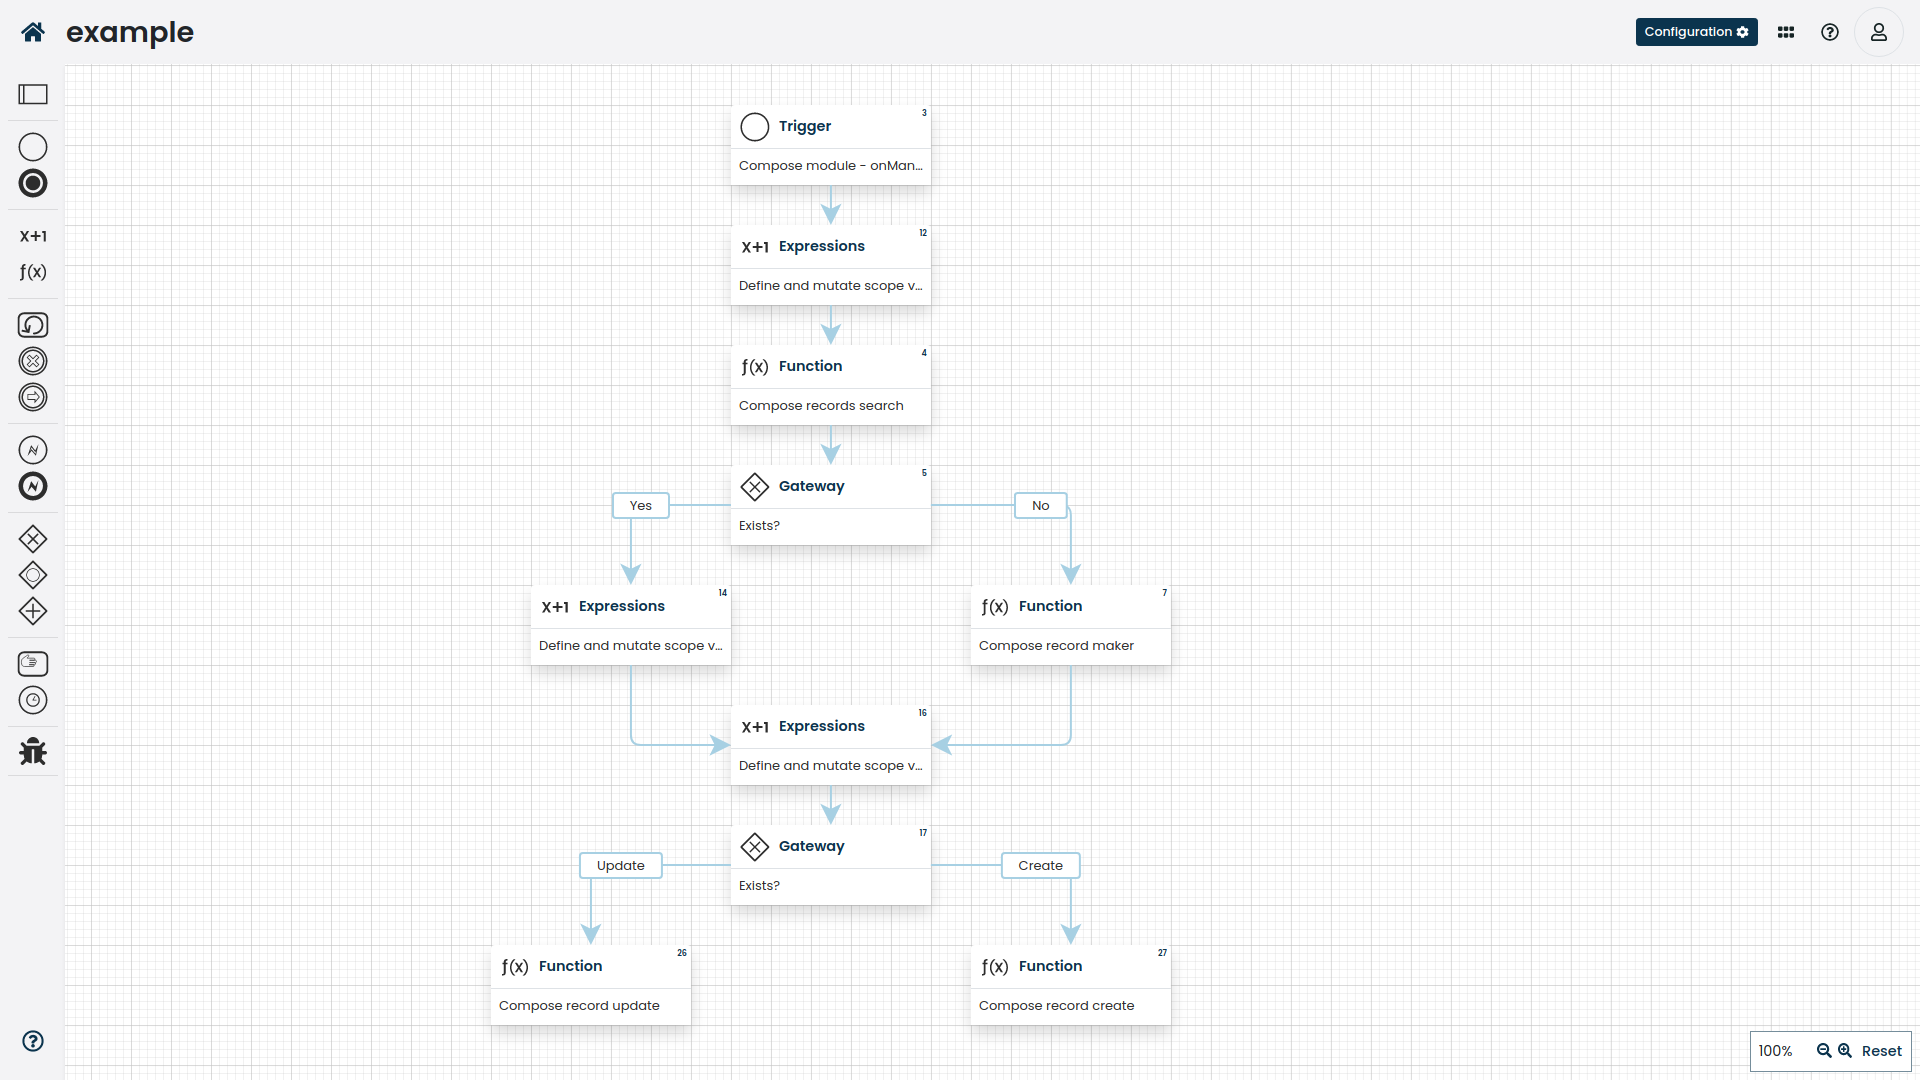 example
Configuration
3
Trigger
Compose module - onMan...
12
X+1 Expressions
Define and mutate scope v...
4
ƒ(x) Function
Compose records search
5
Gateway
Exists?
Yes
No
14
X+1 Expressions
Define and mutate scope v...
7
ƒ(x) Function
Compose record maker
16
X+1 Expressions
Define and mutate scope v...
17
Gateway
Exists?
Update
Create
26
ƒ(x) Function
Compose record update
27
ƒ(x) Function
Compose record create
X+1
ƒ(x)
100%
Reset